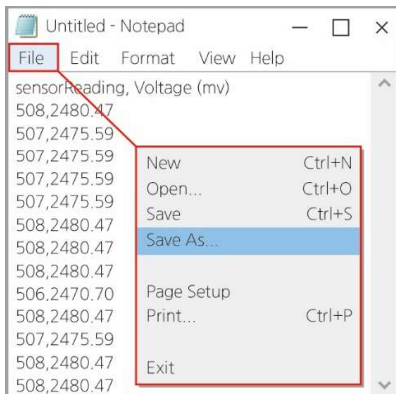 Untitled - Notepad
File Edit Format View Help
sensorReading, Voltage (mv)
508,2480.47
507,2475.59
507,2475.59
507,2475.59
507,2475.59
508,2480.47
508,2480.47
508,2480.47
506,2470.70
508,2480.47
507,2475.59
508,2480.47
508,2480.47
New Ctrl+N
Open... Ctrl+O
Save Ctrl+S
Save As...
Page Setup
Print... Ctrl+P
Exit